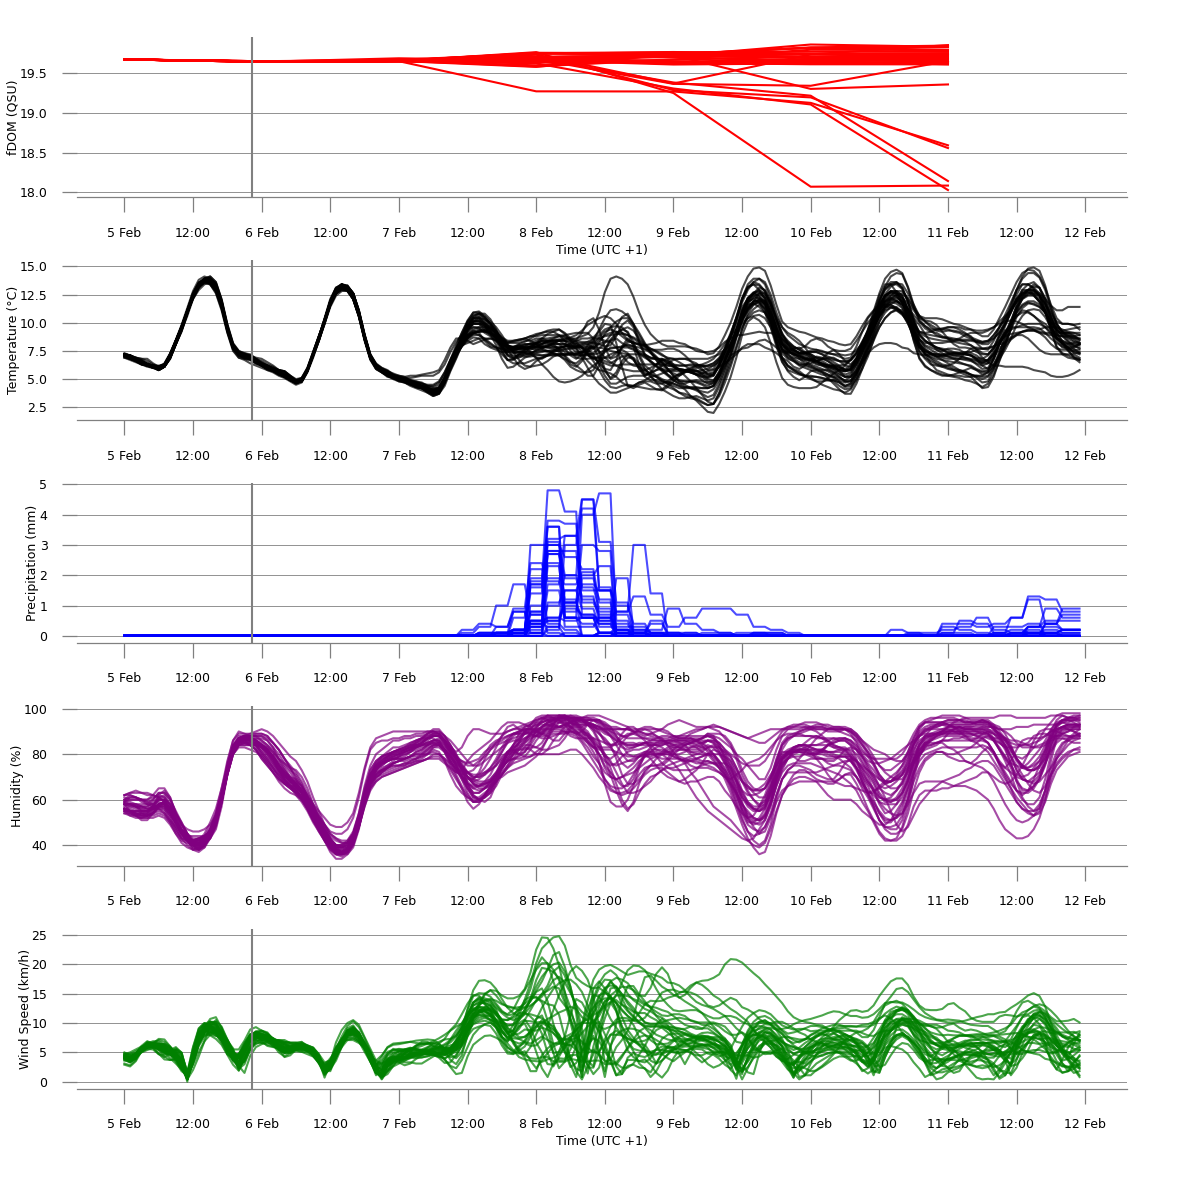 fDOM (QSU)
19.5
19.0
18.5
18.0
5 Feb 12:00 6 Feb 12:00 7 Feb 12:00 8 Feb 12:00 9 Feb 12:00 10 Feb 12:00 11 Feb 12:00 12 Feb
Time (UTC +1)
Temperature (°C)
15.0
12.5
10.0
7.5
5.0
2.5
5 Feb 12:00 6 Feb 12:00 7 Feb 12:00 8 Feb 12:00 9 Feb 12:00 10 Feb 12:00 11 Feb 12:00 12 Feb
Precipitation (mm)
5
4
3
2
1
0
5 Feb 12:00 6 Feb 12:00 7 Feb 12:00 8 Feb 12:00 9 Feb 12:00 10 Feb 12:00 11 Feb 12:00 12 Feb
Humidity (%)
100
80
60
40
5 Feb 12:00 6 Feb 12:00 7 Feb 12:00 8 Feb 12:00 9 Feb 12:00 10 Feb 12:00 11 Feb 12:00 12 Feb
Wind Speed (km/h)
25
20
15
10
5
0
5 Feb 12:00 6 Feb 12:00 7 Feb 12:00 8 Feb 12:00 9 Feb 12:00 10 Feb 12:00 11 Feb 12:00 12 Feb
Time (UTC +1)